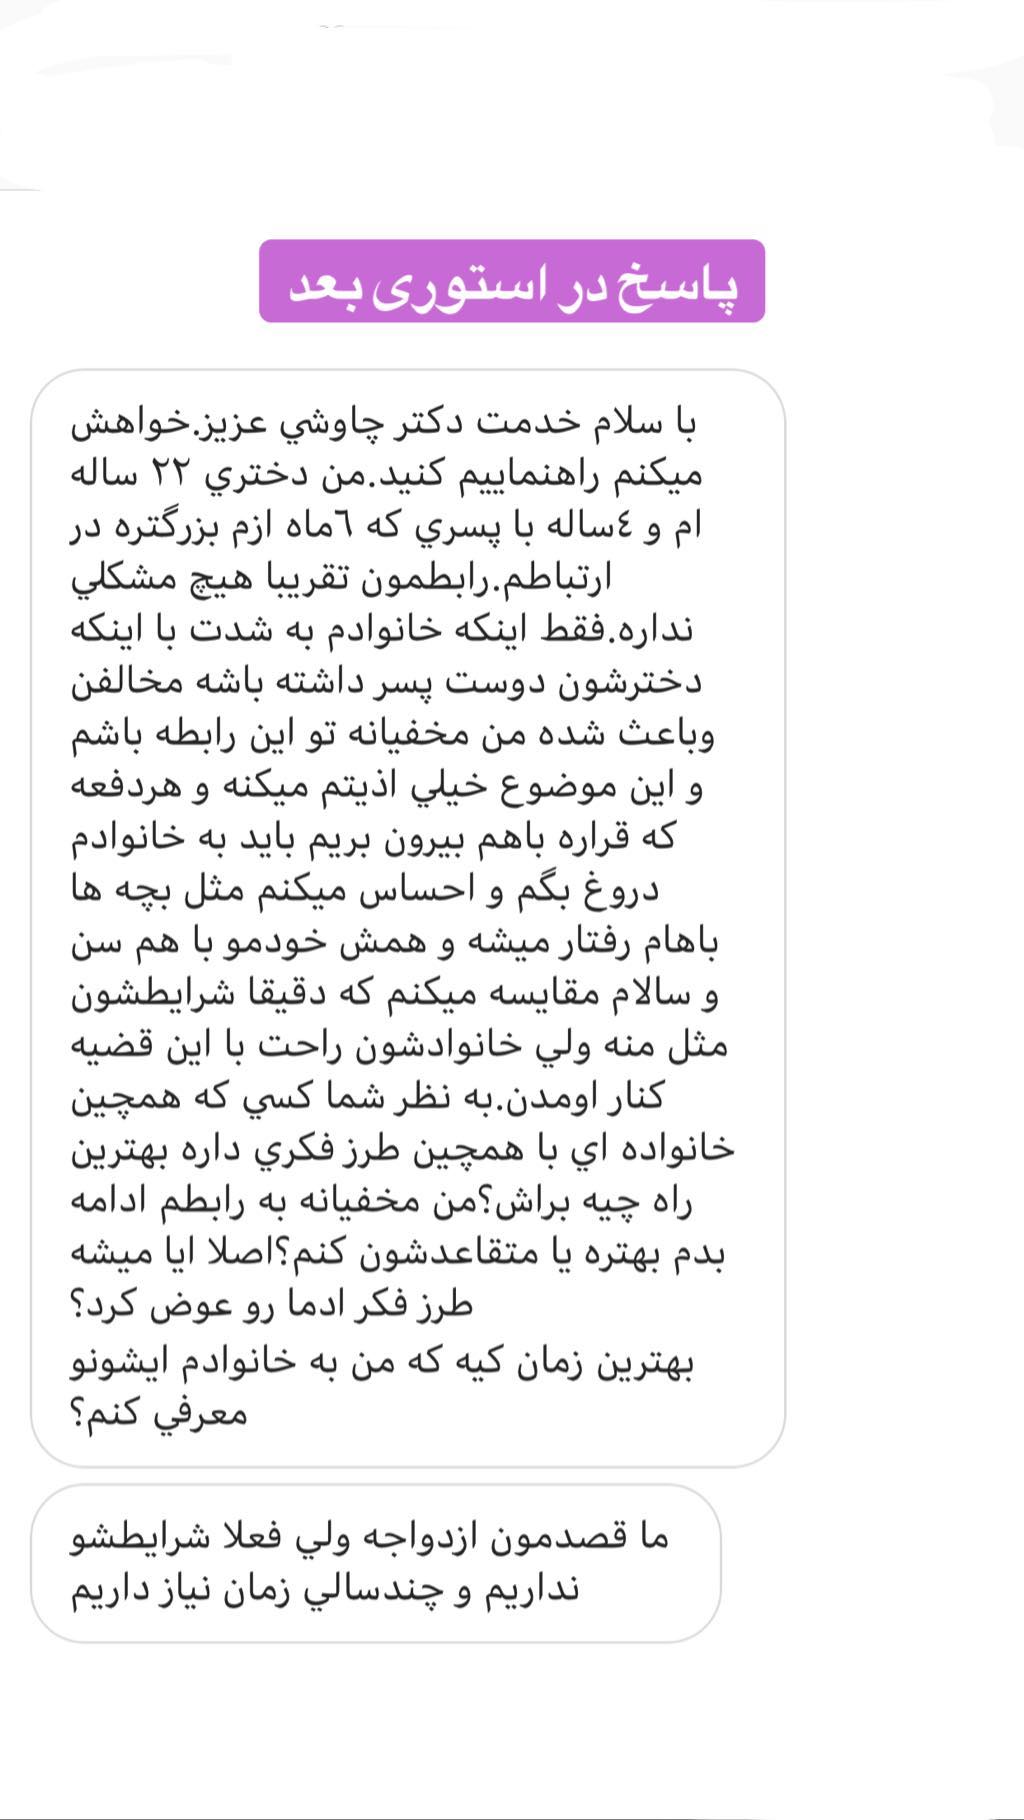 پاسخ در استوری بعد
با سلام خدمت دكتر چاوشي عزيز.خواهش
ميكنم راهنماييم كنيد.من دختري ٢٢ ساله
ام و ٤ساله با پسري كه ٦ماه ازم بزرگتره در
ارتباطم.رابطمون تقريبا هيچ مشكلي
نداره.فقط اينكه خانوادم به شدت با اينكه
دخترشون دوست پسر داشته باشه مخالفن
وباعث شده من مخفيانه تو اين رابطه باشم
و اين موضوع خيلي اذيتم ميكنه و هردفعه
كه قراره باهم بيرون بريم بايد به خانوادم
دروغ بگم و احساس ميكنم مثل بچه ها
باهام رفتار ميشه و همش خودمو با هم سن
و سالام مقايسه ميكنم كه دقيقا شرايطشون
مثل منه ولي خانوادشون راحت با اين قضيه
كنار اومدن.به نظر شما كسي كه همچين
خانواده اي با همچين طرز فكري داره بهترين
راه چيه براش؟من مخفيانه به رابطم ادامه
بدم بهتره يا متقاعدشون كنم؟اصلا ايا ميشه
طرز فكر ادما رو عوض كرد؟
بهترين زمان كيه كه من به خانوادم ايشونو
معرفي كنم؟
ما قصدمون ازدواجه ولي فعلا شرايطشو
نداريم و چندسالي زمان نياز داريم